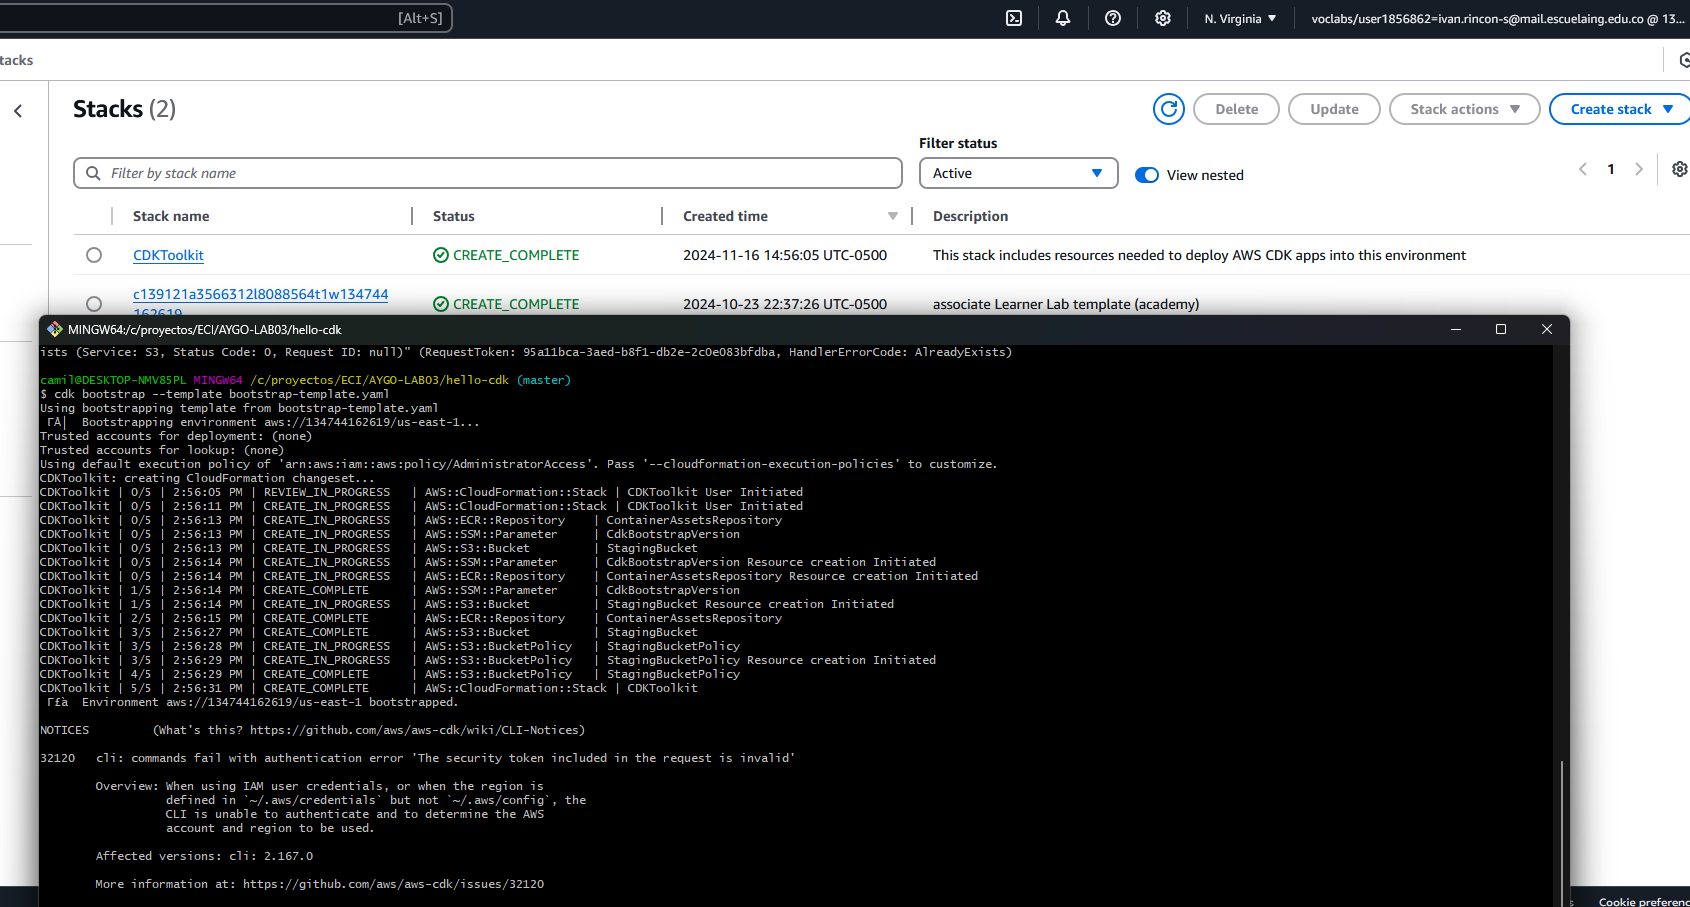 [Alt+S]
N. Virginia
voclabs/user1856862=ivan.rincon-s@mail.escuelaing.edu.co @ 13...
tacks
Stacks (2)
Delete
Update
Stack actions
Create stack
Filter status
Filter by stack name
Active
View nested
1
Stack name Status Created time Description
CDKToolkit CREATE_COMPLETE 2024-11-16 14:56:05 UTC-0500 This stack includes resources needed to deploy AWS CDK apps into this environment
c139121a3566312l8088564t1w134744
162619
CREATE_COMPLETE 2024-10-23 22:37:26 UTC-0500 associate Learner Lab template (academy)
MINGW64:/c/proyectos/ECI/AYGO-LAB03/hello-cdk
ists (Service: S3, Status Code: 0, Request ID: null)" (RequestToken: 95a11bca-3aed-b8f1-db2e-2c0e083bfdba, HandlerErrorCode: AlreadyExists)
camil@DESKTOP-NMV85PL MINGW64 /c/proyectos/ECI/AYGO-LAB03/hello-cdk (master)
$ cdk bootstrap --template bootstrap-template.yaml
Using bootstrapping template from bootstrap-template.yaml
Bootstrapping environment aws://134744162619/us-east-1...
Trusted accounts for deployment: (none)
Trusted accounts for lookup: (none)
Using default execution policy of 'arn:aws:iam::aws:policy/AdministratorAccess'. Pass '--cloudformation-execution-policies' to customize.
CDKToolkit: creating CloudFormation changeset...
CDKToolkit | 0/5 | 2:56:05 PM | REVIEW_IN_PROGRESS | AWS::CloudFormation::Stack | CDKToolkit User Initiated
CDKToolkit | 0/5 | 2:56:11 PM | CREATE_IN_PROGRESS | AWS::CloudFormation::Stack | CDKToolkit User Initiated
CDKToolkit | 0/5 | 2:56:13 PM | CREATE_IN_PROGRESS | AWS::ECR::Repository | ContainerAssetsRepository
CDKToolkit | 0/5 | 2:56:13 PM | CREATE_IN_PROGRESS | AWS::SSM::Parameter | CdkBootstrapVersion
CDKToolkit | 0/5 | 2:56:13 PM | CREATE_IN_PROGRESS | AWS::S3::Bucket | StagingBucket
CDKToolkit | 0/5 | 2:56:14 PM | CREATE_IN_PROGRESS | AWS::SSM::Parameter | CdkBootstrapVersion Resource creation Initiated
CDKToolkit | 0/5 | 2:56:14 PM | CREATE_IN_PROGRESS | AWS::ECR::Repository | ContainerAssetsRepository Resource creation Initiated
CDKToolkit | 1/5 | 2:56:14 PM | CREATE_COMPLETE | AWS::SSM::Parameter | CdkBootstrapVersion
CDKToolkit | 1/5 | 2:56:14 PM | CREATE_IN_PROGRESS | AWS::S3::Bucket | StagingBucket Resource creation Initiated
CDKToolkit | 2/5 | 2:56:15 PM | CREATE_COMPLETE | AWS::ECR::Repository | ContainerAssetsRepository
CDKToolkit | 3/5 | 2:56:27 PM | CREATE_COMPLETE | AWS::S3::Bucket | StagingBucket
CDKToolkit | 3/5 | 2:56:28 PM | CREATE_IN_PROGRESS | AWS::S3::BucketPolicy | StagingBucketPolicy
CDKToolkit | 3/5 | 2:56:29 PM | CREATE_IN_PROGRESS | AWS::S3::BucketPolicy | StagingBucketPolicy Resource creation Initiated
CDKToolkit | 4/5 | 2:56:29 PM | CREATE_COMPLETE | AWS::S3::BucketPolicy | StagingBucketPolicy
CDKToolkit | 5/5 | 2:56:31 PM | CREATE_COMPLETE | AWS::CloudFormation::Stack | CDKToolkit
Γfà Environment aws://134744162619/us-east-1 bootstrapped.
NOTICES (What's this? https://github.com/aws/aws-cdk/wiki/CLI-Notices)
32120 cli: commands fail with authentication error 'The security token included in the request is invalid'
Overview: When using IAM user credentials, or when the region is
defined in `~/.aws/credentials` but not `~/.aws/config`, the
CLI is unable to authenticate and to determine the AWS
account and region to be used.
Affected versions: cli: 2.167.0
More information at: https://github.com/aws/aws-cdk/issues/32120
Cookie preferenc